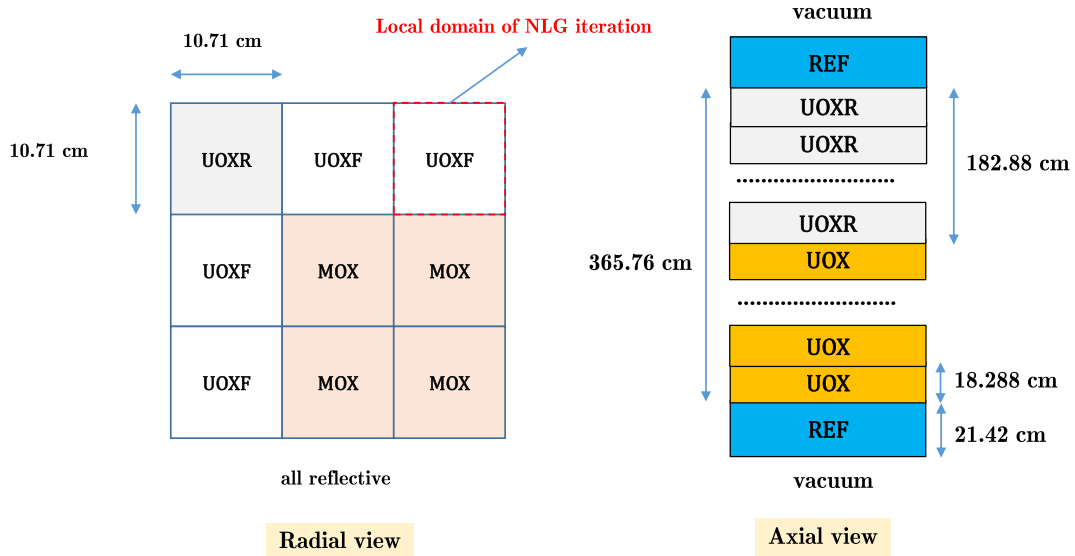 Local domain of NLG iteration
10.71 cm
10.71 cm
UOXR UOXF UOXF
UOXF MOX MOX
UOXF MOX MOX
all reflective
Radial view
vacuum
REF
UOXR
UOXR
182.88 cm
UOXR
365.76 cm
UOX
UOX
UOX
18.288 cm
REF
21.42 cm
vacuum
Axial view